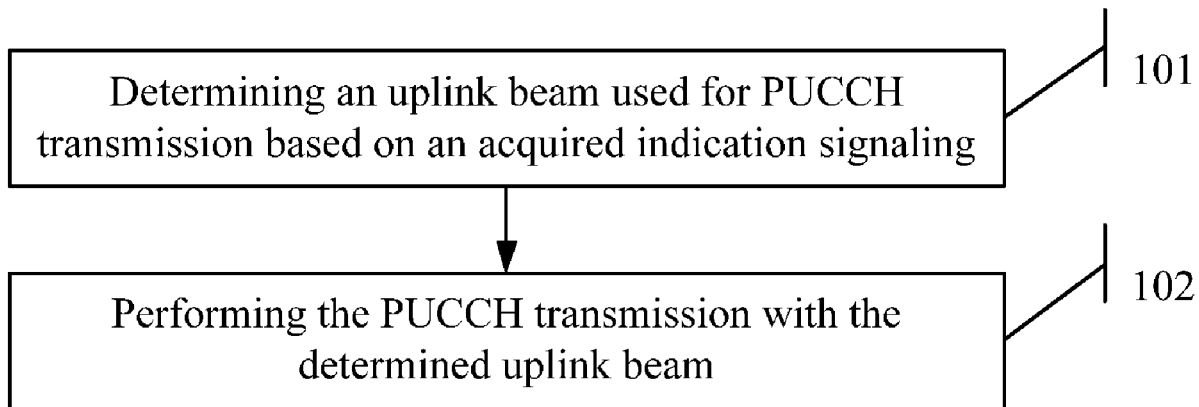 Determining an uplink beam used for PUCCH
transmission based on an acquired indication signaling
101
Performing the PUCCH transmission with the
determined uplink beam
102